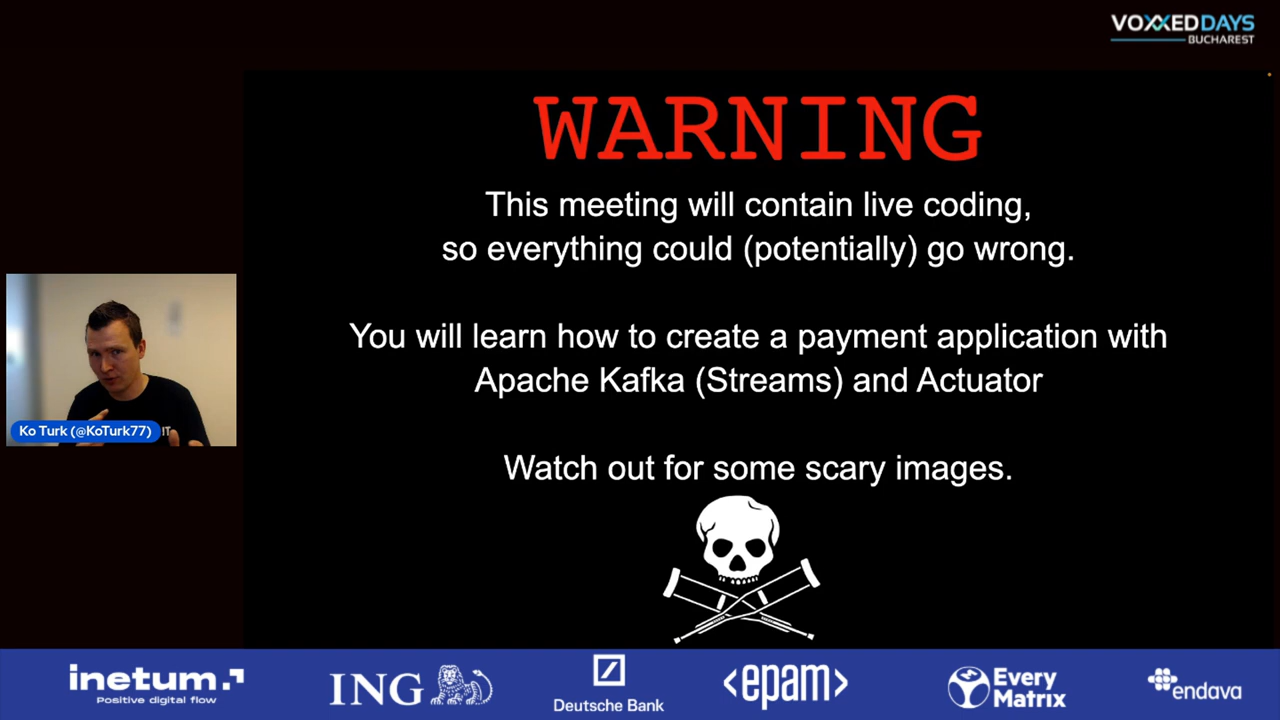 VOXXEDDAYS
BUCHAREST
WARNING
This meeting will contain live coding,
so everything could (potentially) go wrong.
You will learn how to create a payment application with
Apache Kafka (Streams) and Actuator
Watch out for some scary images.
Ko Turk (@KoTurk77)
IT
inetum.
Positive digital flow
ING
Deutsche Bank
<epam>
Every
Matrix
endava